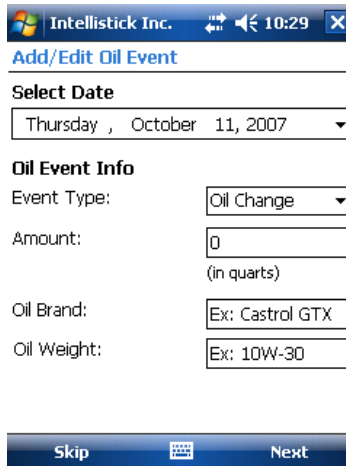 Intellistick Inc. 10:29
Add/Edit Oil Event
Select Date
Thursday , October 11, 2007
Oil Event Info
Event Type: Oil Change
Amount: 0
(in quarts)
Oil Brand: Ex: Castrol GTX
Oil Weight: Ex: 10W-30
Skip Next